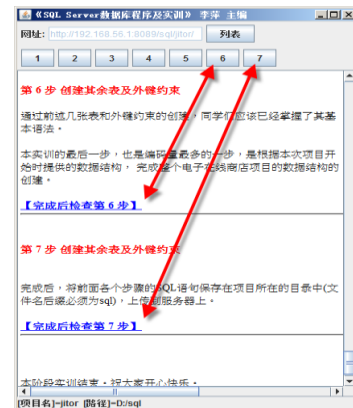 《SQL Server数据库程序及实训》 李萍 主编
网址: http://192.168.56.1:8089/sql/jitor/ 列表
1 2 3 4 5 6 7
第 6 步 创建其余表及外键约束
通过前述几张表和外键约束的创建，同学们应该已经掌握了其基
本语法。
本实训的最后一步，也是编码量最多的一步，是根据本次项目开
始时提供的数据结构， 完成整个电子在线商店项目的数据结构的
创建。
【完成后检查第 6 步】
第 7 步 创建其余表及外键约束
完成后，将前面各个步骤的SQL语句保存在项目所在的目录中(文
件名后缀必须为sql)，上传到服务器上。
【完成后检查第 7 步】
本阶段实训结束。祝大家开心快乐。
[项目名]=jitor [路径]=D:/sql